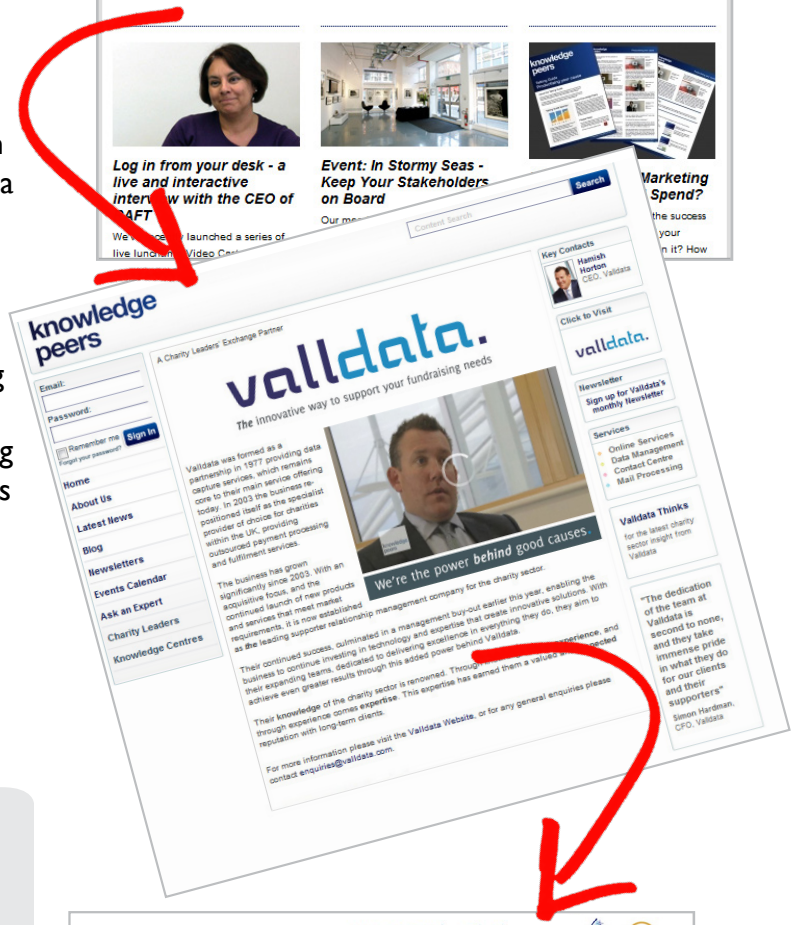 n
a
g
g
s
knowledge
peers
Log in from your desk - a
live and interactive
interview with the CEO of
Event: In Stormy Seas -
Keep Your Stakeholders
on Board
Our
Marketing
Spend?
the success
your
it? How
live
Video
launched a series of
Content Search
Search
knowledge
peers
Email:
Password:
Remember me
Sign In
Forgot your password?
Home
About Us
Latest News
Blog
Newsletters
Events Calendar
Ask an Expert
Charity Leaders
Knowledge Centres
A Charity Leaders' Exchange Partner
valldata.
The innovative way to support your fundraising needs
Valldata was formed as a
partnership in 1977 providing data
capture services, which remains
core to their main service offering
today. In 2003 the business re-
positioned itself as the specialist
provider of choice for charities
within the UK, providing
outsourced payment processing
and fulfilment services.
The business has grown
significantly since 2003. With an
acquisitive focus, and the
continued launch of new products
and services that meet market
requirements, it is now established
as the leading supporter relationship management company for the charity sector.
knowledge
peers
We're the power behind good causes.
Their continued success, culminated in a management buy-out earlier this year, enabling the
business to continue investing in technology and expertise that create innovative solutions. With
their expanding teams, dedicated to delivering excellence in everything they do, they aim to
achieve even greater results through this added power behind Valldata.
Their knowledge of the charity sector is renowned. Through experience, and
through experience comes expertise. This expertise has earned them a valued and respected
reputation with long-term clients.
For more information please visit the Valldata Website, or for any general enquiries please
contact enquiries@valldata.com.
Key Contacts
Hamish
Horton
CEO, Valldata
Click to Visit
valldata.
Newsletter
Sign up for Valldata's
monthly Newsletter
Services
Online Services
Data Management
Contact Centre
Mail Processing
Valldata Thinks
for the latest charity
sector insight from
Valldata
"The dedication
of the team at
Valldata is
second to none,
and they take
immense pride
in what they do
for our clients
and their
supporters"
Simon Hardman,
CFO, Valldata